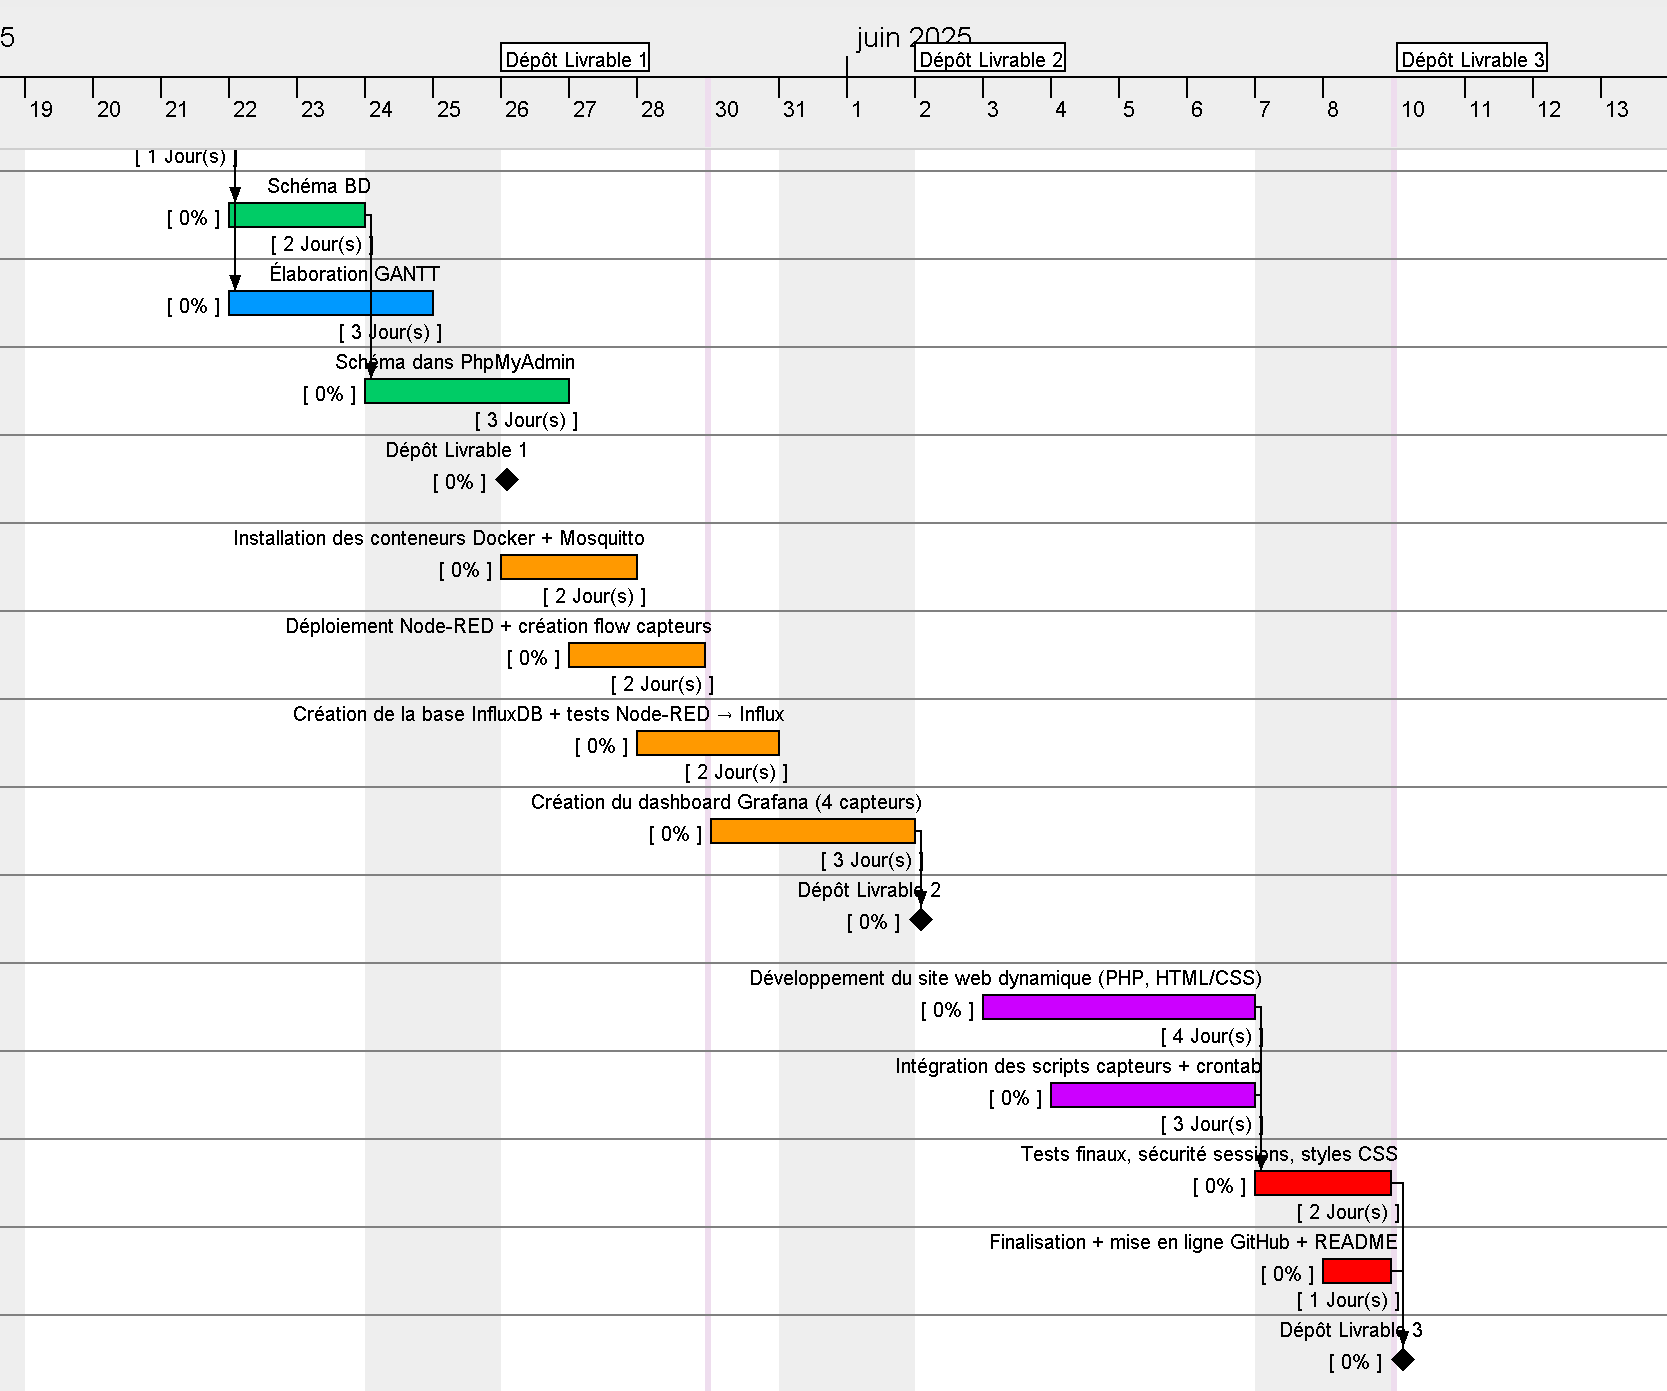 5
juin 2025
Dépôt Livrable 1
Dépôt Livrable 2
Dépôt Livrable 3
19 20 21 22 23 24 25 26 27 28 30 31 1 2 3 4 5 6 7 8 10 11 12 13
[ 1 Jour(s) ]
Schéma BD
[ 0% ]
[ 2 Jour(s) ]
Élaboration GANTT
[ 0% ]
[ 3 Jour(s) ]
Schéma dans PhpMyAdmin
[ 0% ]
[ 3 Jour(s) ]
Dépôt Livrable 1
[ 0% ]
Installation des conteneurs Docker + Mosquitto
[ 0% ]
[ 2 Jour(s) ]
Déploiement Node-RED + création flow capteurs
[ 0% ]
[ 2 Jour(s) ]
Création de la base InfluxDB + tests Node-RED → Influx
[ 0% ]
[ 2 Jour(s) ]
Création du dashboard Grafana (4 capteurs)
[ 0% ]
[ 3 Jour(s) ]
Dépôt Livrable 2
[ 0% ]
Développement du site web dynamique (PHP, HTML/CSS)
[ 0% ]
[ 4 Jour(s) ]
Intégration des scripts capteurs + crontab
[ 0% ]
[ 3 Jour(s) ]
Tests finaux, sécurité sessions, styles CSS
[ 0% ]
[ 2 Jour(s) ]
Finalisation + mise en ligne GitHub + README
[ 0% ]
[ 1 Jour(s) ]
Dépôt Livrable 3
[ 0% ]